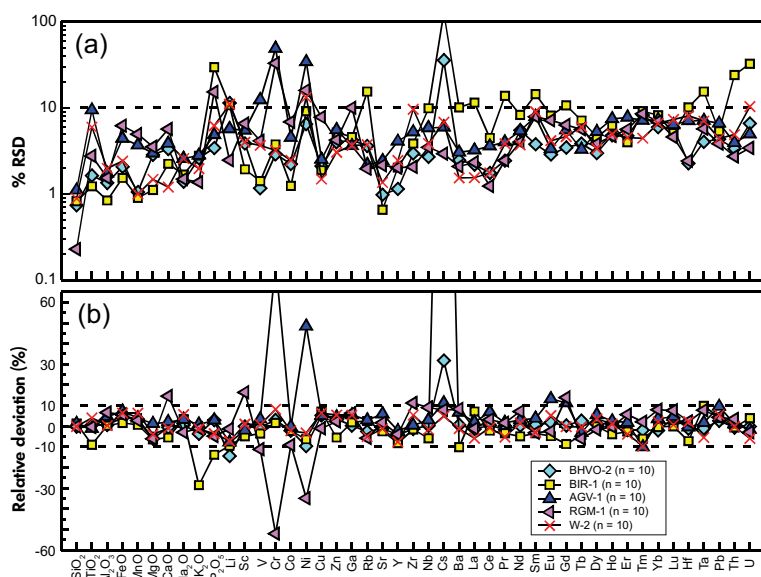 (a)
100
10
1
0.1
% RSD
(b)
60
30
10
0
-10
-30
-60
Relative deviation (%)
BHVO-2 (n = 10)
BIR-1 (n = 10)
AGV-1 (n = 10)
RGM-1 (n = 10)
W-2 (n = 10)
SiO2
TiO2
FeO
MnO
MgO
CaO
K2O
Li
Sc
V
Cr
Co
Ni
Cu
Zn
Ga
Rb
Sr
Y
Zr
Nb
Cs
Ba
La
Ce
Pr
Nd
Sm
Eu
Gd
Tb
Dy
Ho
Er
Tm
Yb
Lu
Hf
Ta
Pb
Th
U